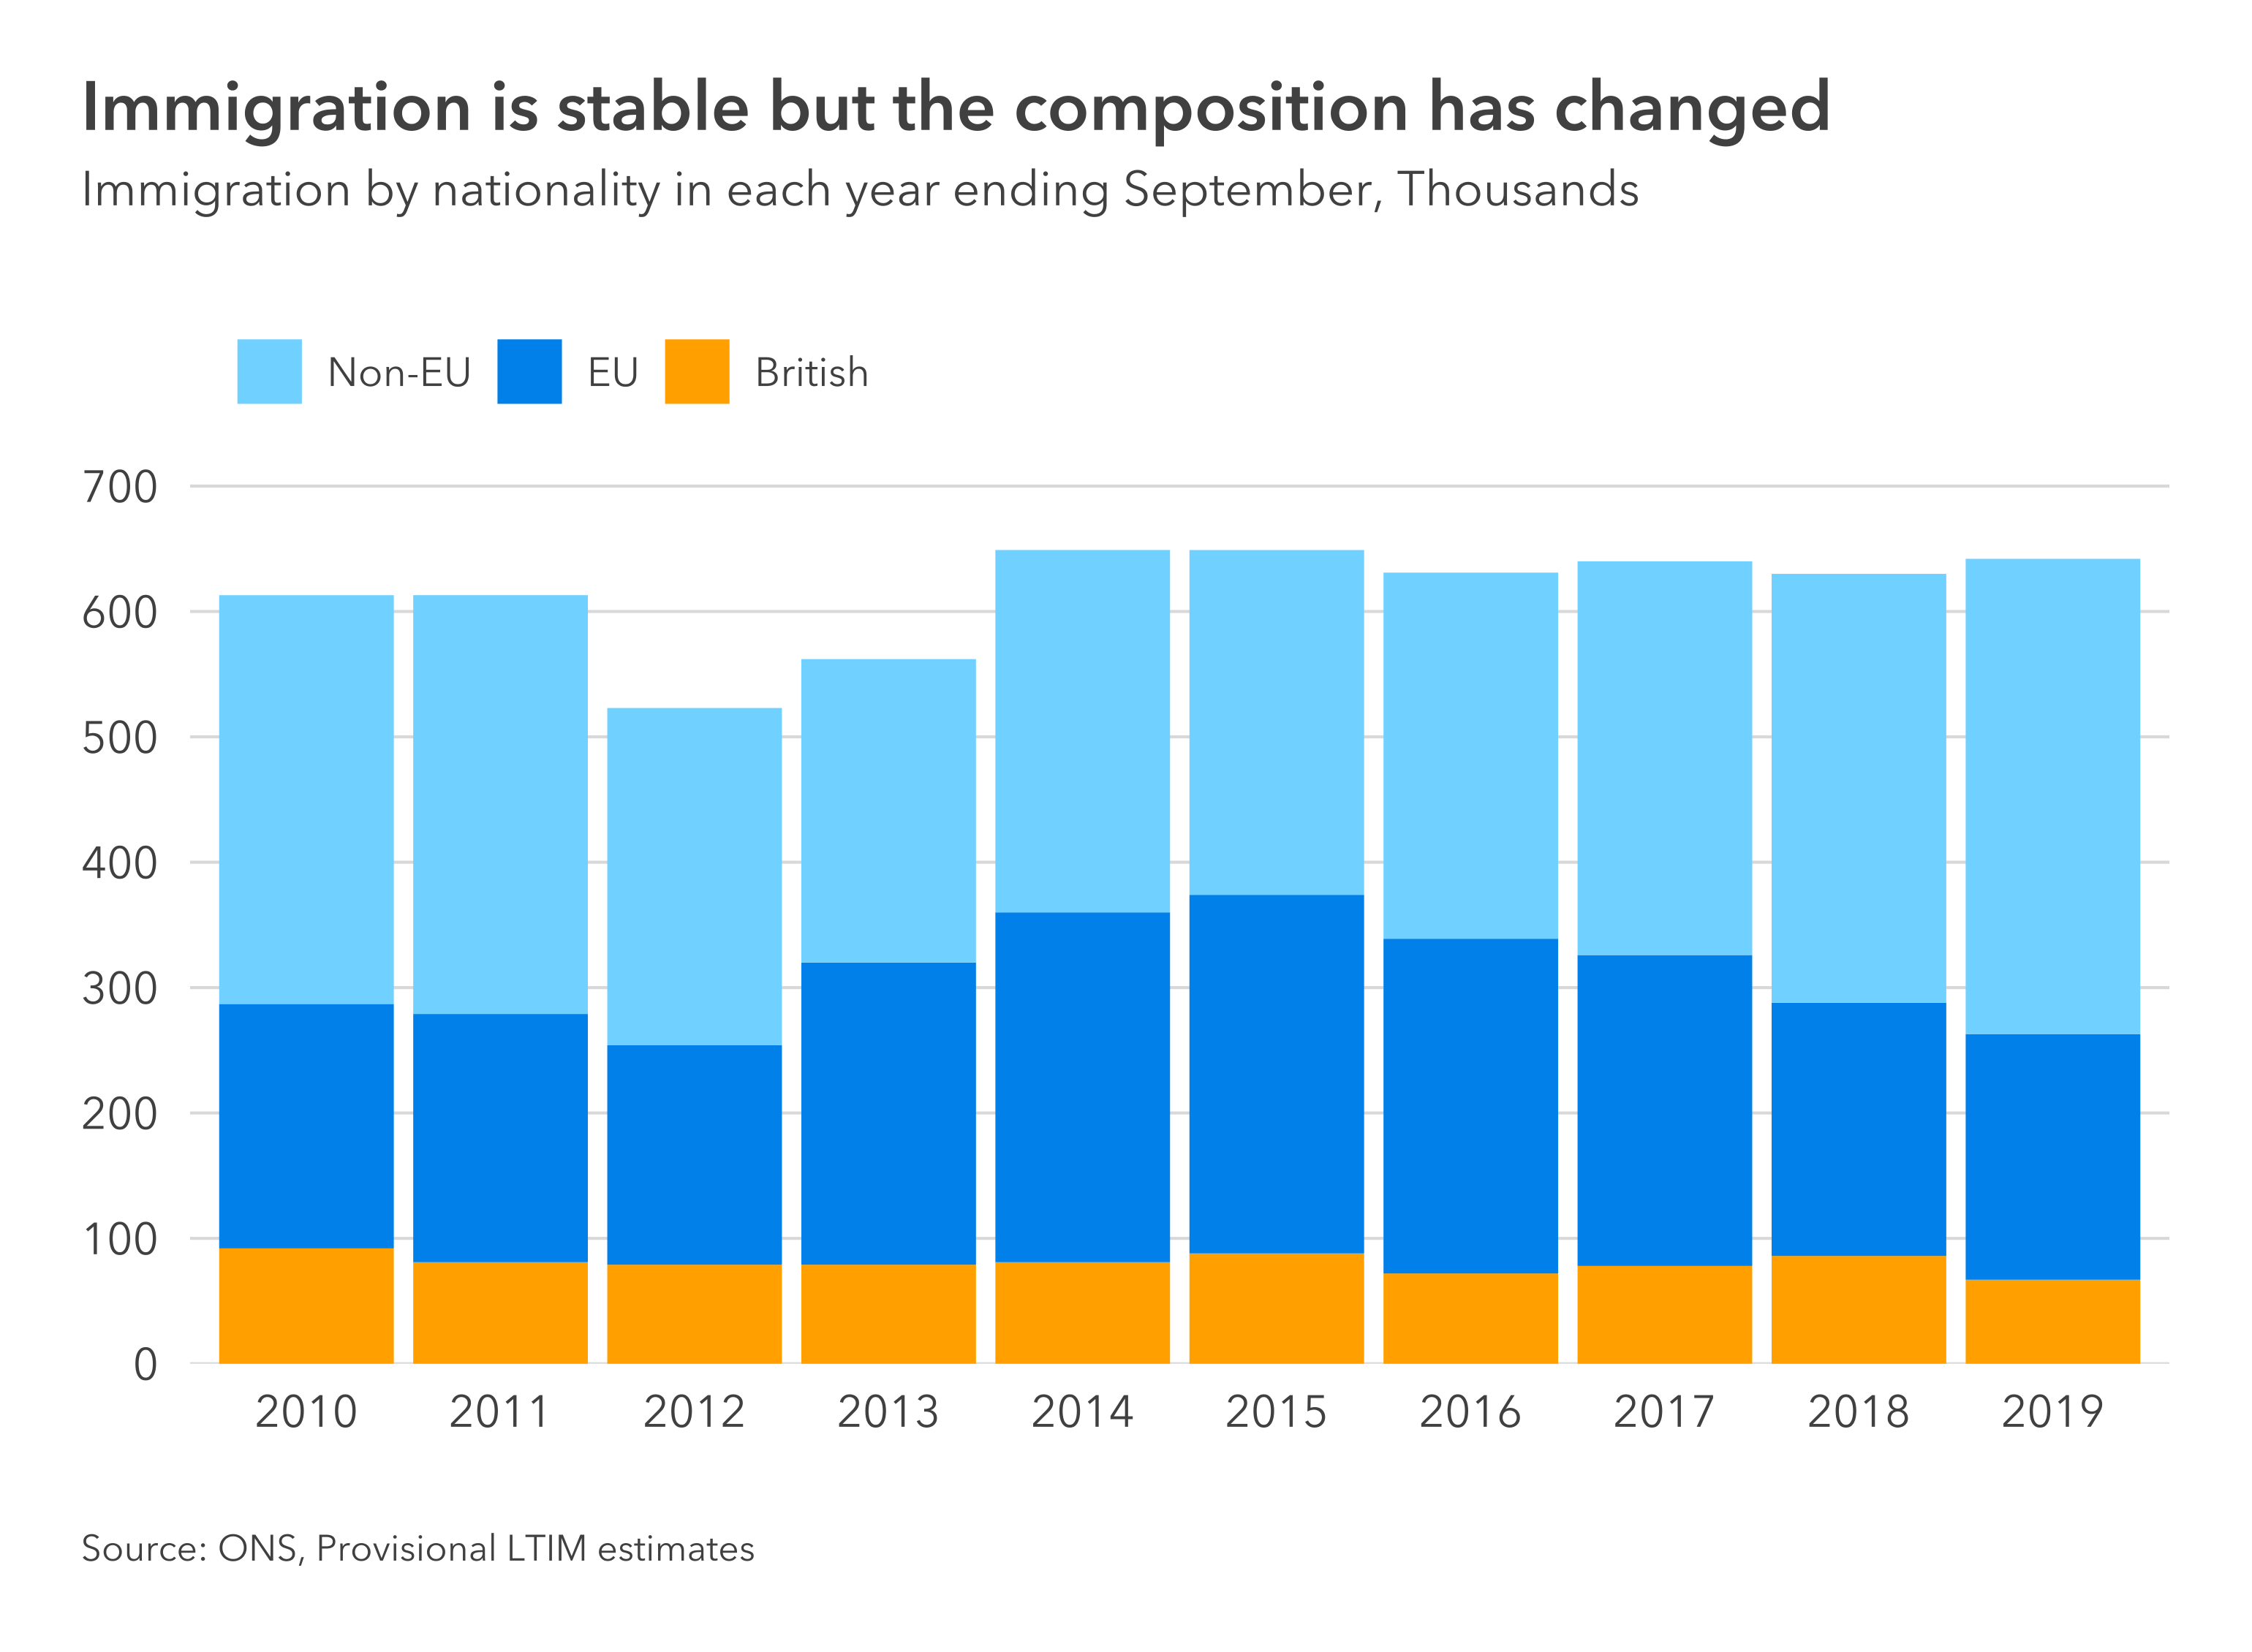 Immigration is stable but the composition has changed
Immigration by nationality in each year ending September, Thousands
Non-EU EU British
700
600
500
400
300
200
100
0
2010 2011 2012 2013 2014 2015 2016 2017 2018 2019
Source: ONS, Provisional LTIM estimates